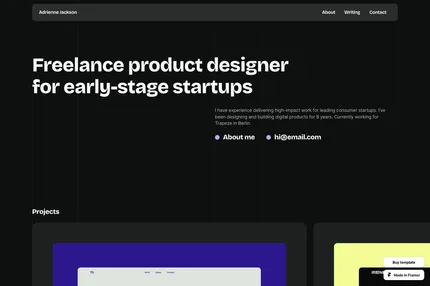 Adrienne Jackson
About Writing Contact
Freelance product designer
for early-stage startups
I have experience delivering high-impact work for leading consumer startups. I've
been designing and building digital products for 9 years. Currently working for
Trapeze in Berlin.
About me hi@email.com
Projects
Buy template
Made in Framer